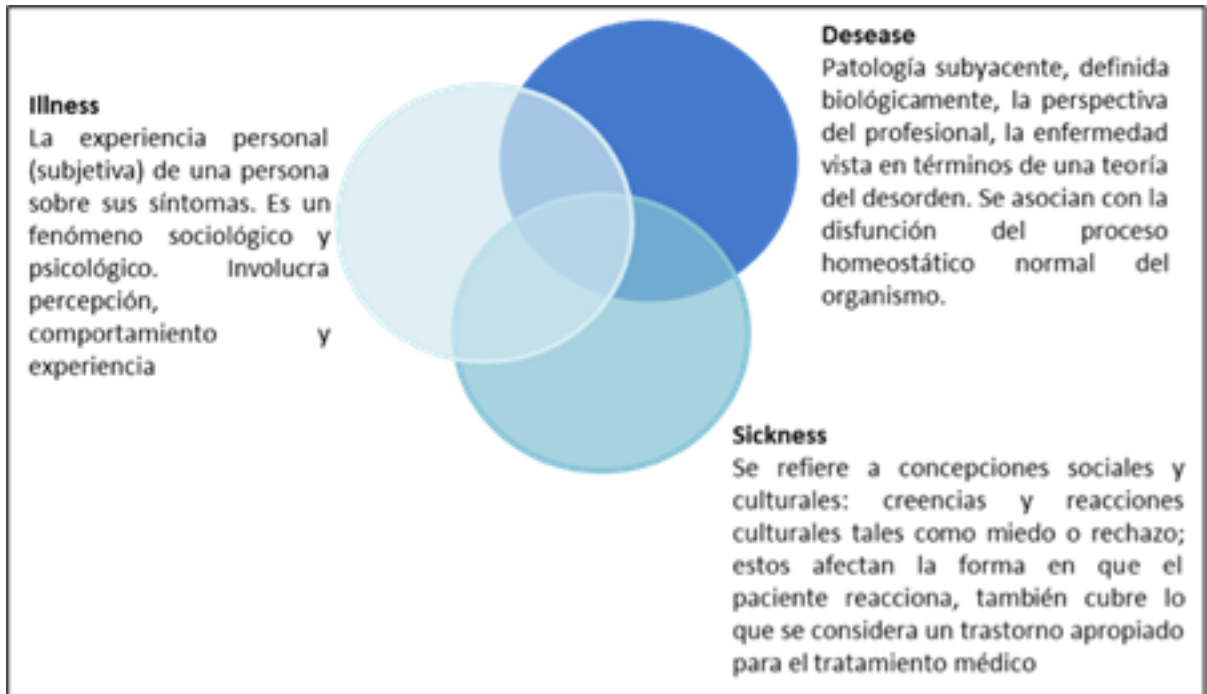 Illness
La experiencia personal
(subjetiva) de una persona
sobre sus síntomas. Es un
fenómeno sociológico y
psicológico. Involucra
percepción,
comportamiento y
experiencia
Desease
Patología subyacente, definida
biológicamente, la perspectiva
del profesional, la enfermedad
vista en términos de una teoría
del desorden. Se asocian con la
disfunción del proceso
homeostático normal del
organismo.
Sickness
Se refiere a concepciones sociales y
culturales: creencias y reacciones
culturales tales como miedo o rechazo;
estos afectan la forma en que el
paciente reacciona, también cubre lo
que se considera un trastorno apropiado
para el tratamiento médico